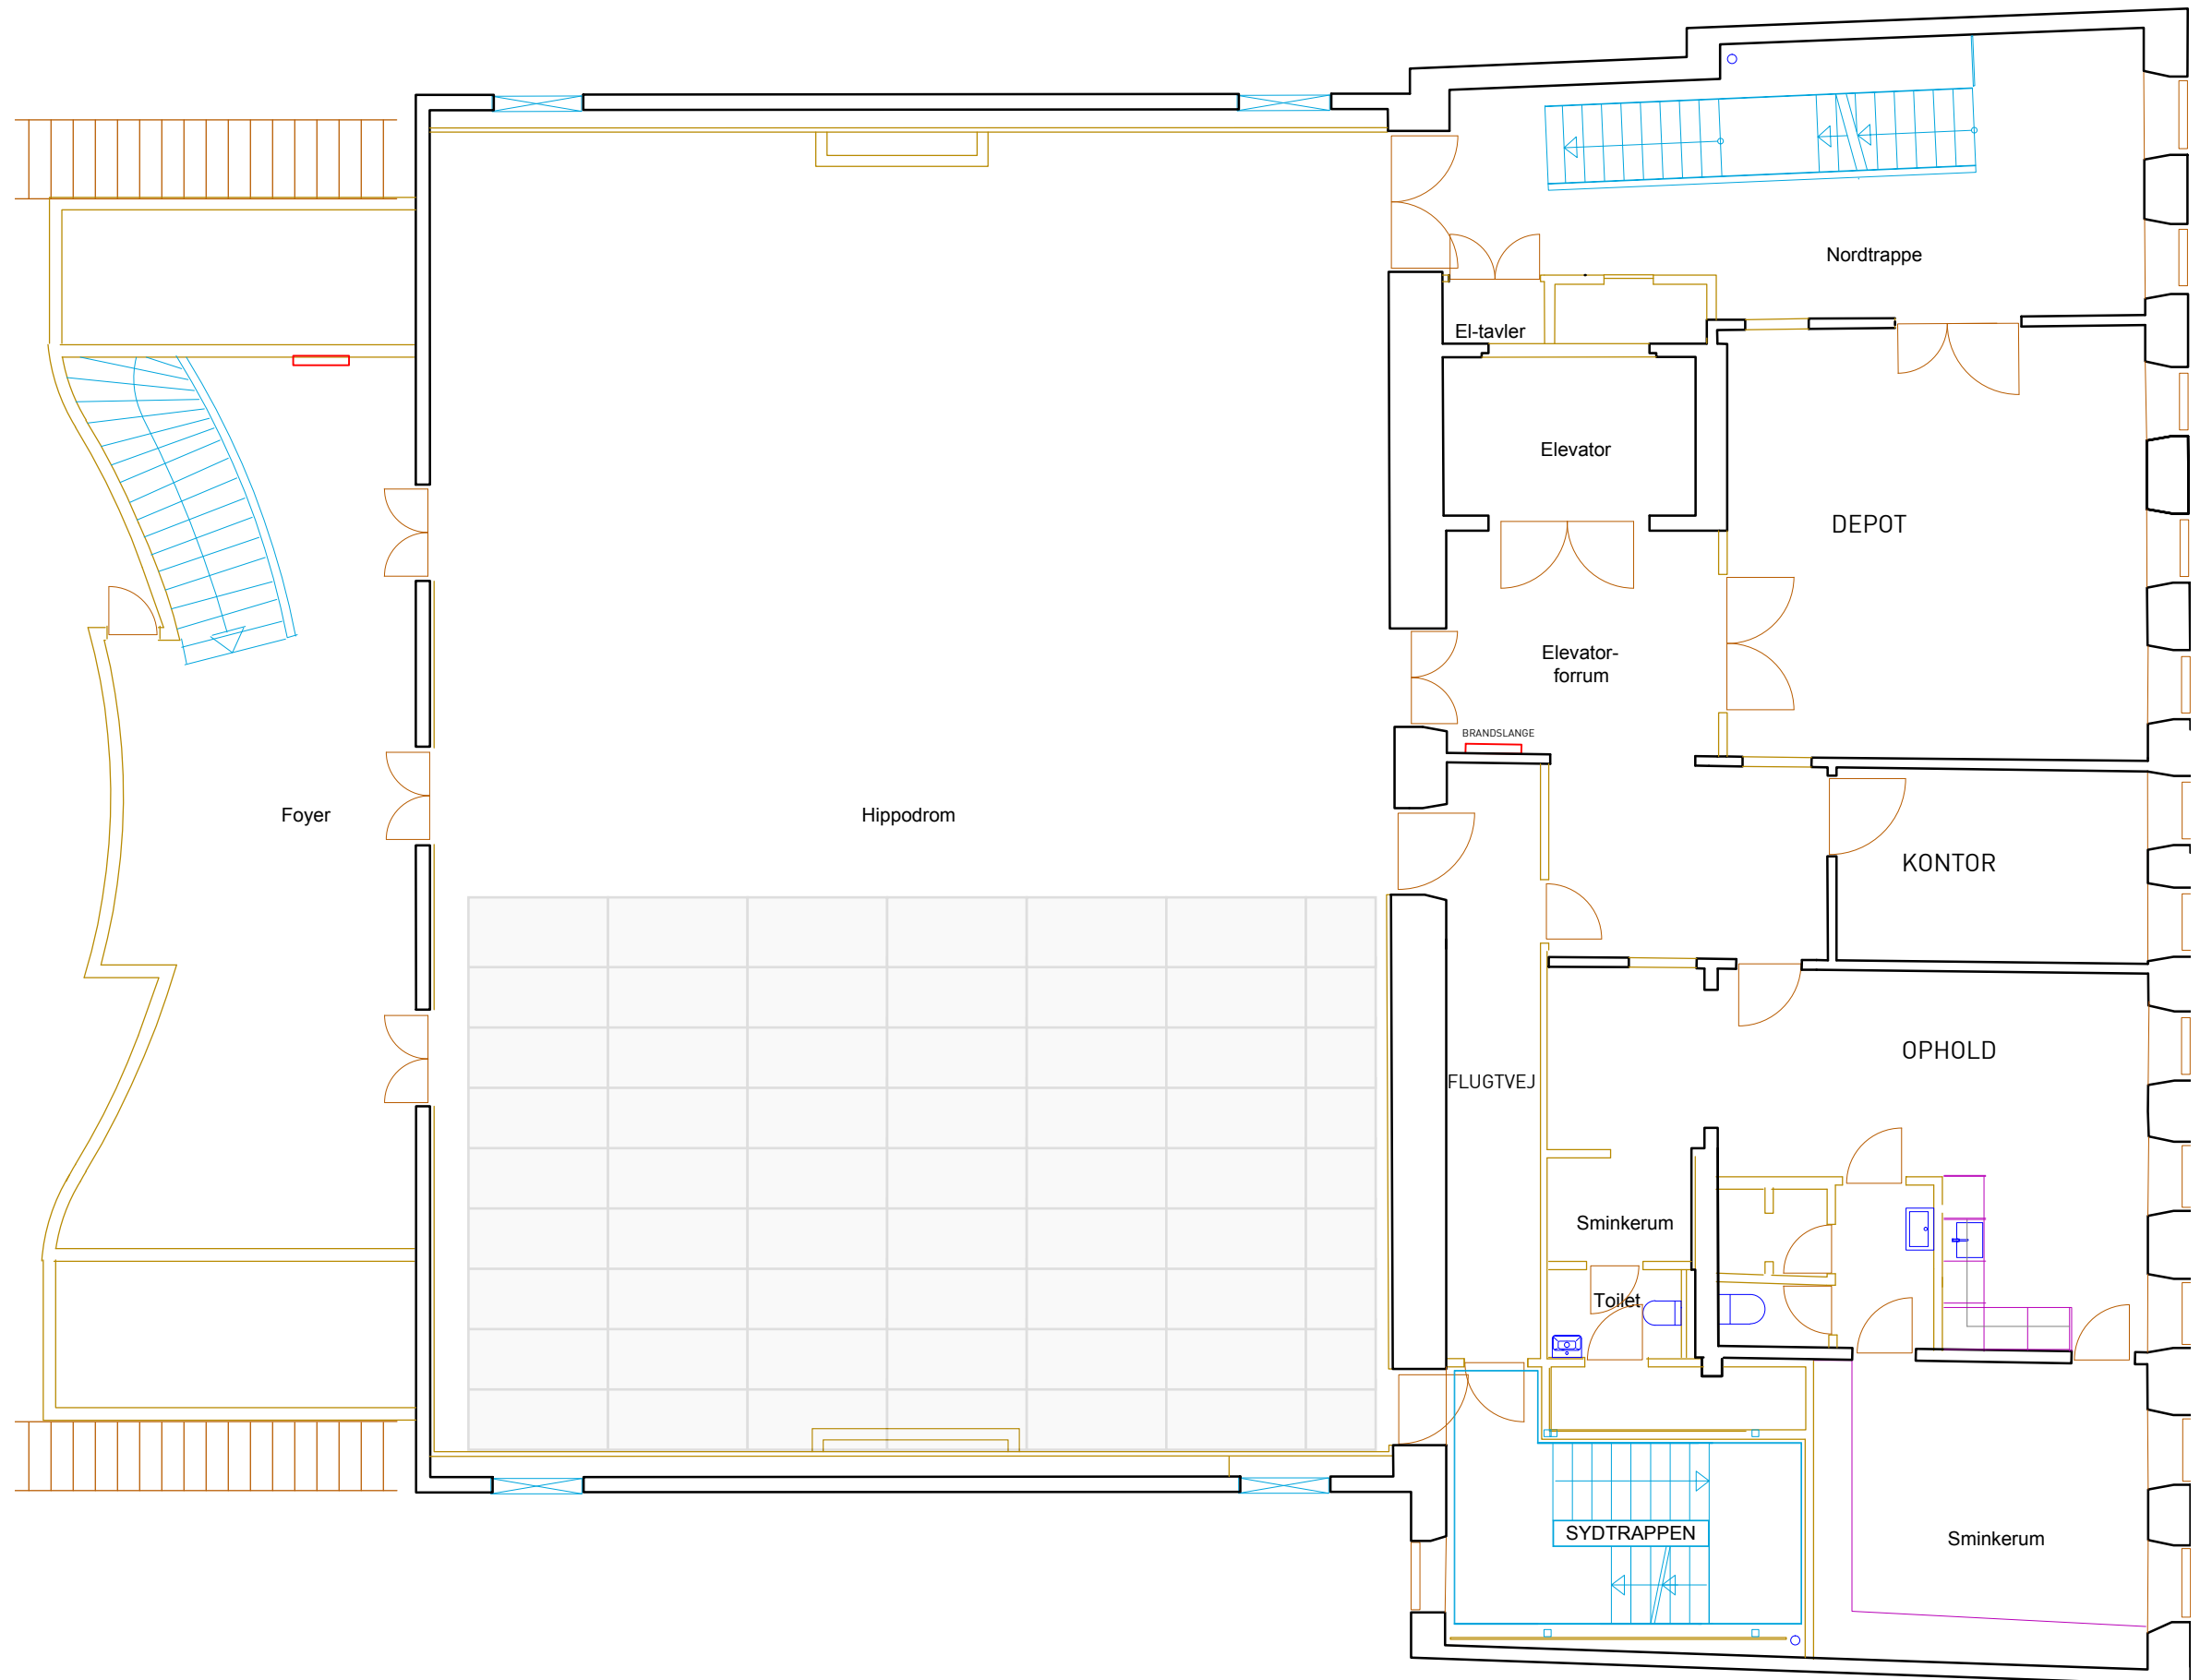 Nordtrappe
El-tavler
Elevator
DEPOT
Elevator-
forrum
BRANDSLANGE
Foyer
Hippodrom
KONTOR
OPHOLD
FLUGTVEJ
Sminkerum
Toilet
SYDTRAPPEN
Sminkerum